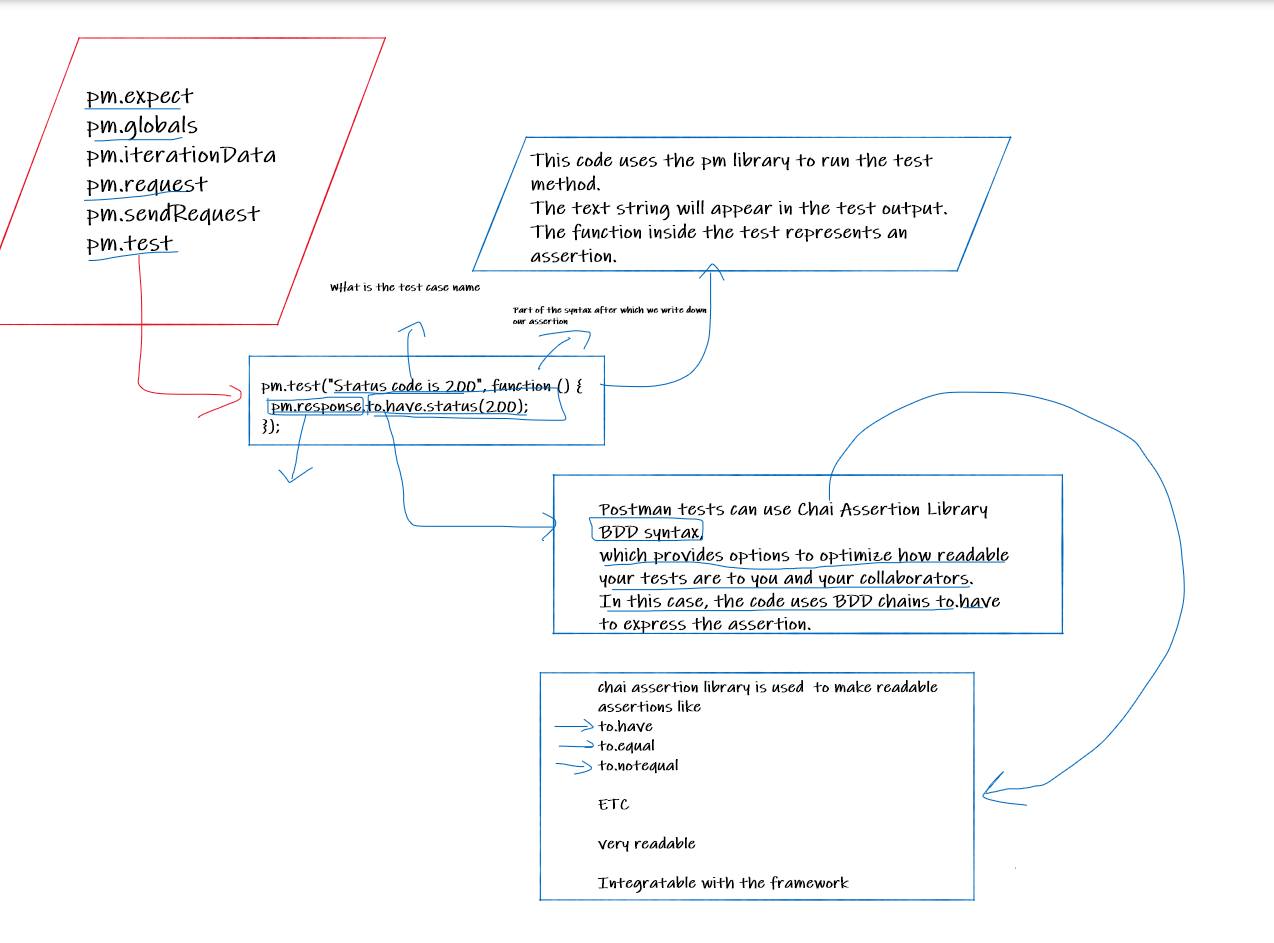 pm.expect
pm.globals
pm.iterationData
pm.request
pm.sendRequest
pm.test
This code uses the pm library to run the test
method.
The text string will appear in the test output.
The function inside the test represents an
assertion.
What is the test case name
Part of the syntax after which we write down
our assertion
pm.test("Status code is 200", function () {
pm.response.to.have.status(200);
});
Postman tests can use Chai Assertion Library
BDD syntax,
which provides options to optimize how readable
your tests are to you and your collaborators.
In this case, the code uses BDD chains to.have
to express the assertion.
chai assertion library is used to make readable
assertions like
to.have
to.equal
to.notequal
ETC
very readable
Integratable with the framework